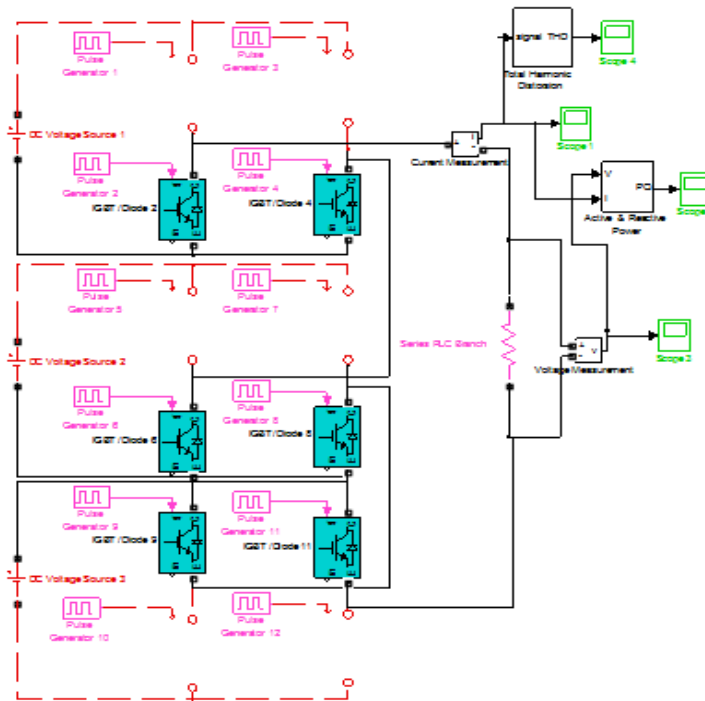 Pulse
Generator 1
Pulse
Generator 3
signal THD
Total Harmonic
Distorsion
Scope 4
DC Voltage Source 1
Pulse
Generator 2
IGBT /Diode 2
Pulse
Generator 4
IGBT /Diode 4
Current Measurement
Scope 1
V
I
PQ
Active & Reactive
Power
Scope
Pulse
Generator 5
Pulse
Generator 7
DC Voltage Source 2
Series RLC Branch
Voltage Measurement
Scope 2
Pulse
Generator 6
IGBT /Diode 6
Pulse
Generator 8
IGBT /Diode 8
Pulse
Generator 9
IGBT /Diode 9
Pulse
Generator 11
IGBT /Diode 11
DC Voltage Source 3
Pulse
Generator 10
Pulse
Generator 12